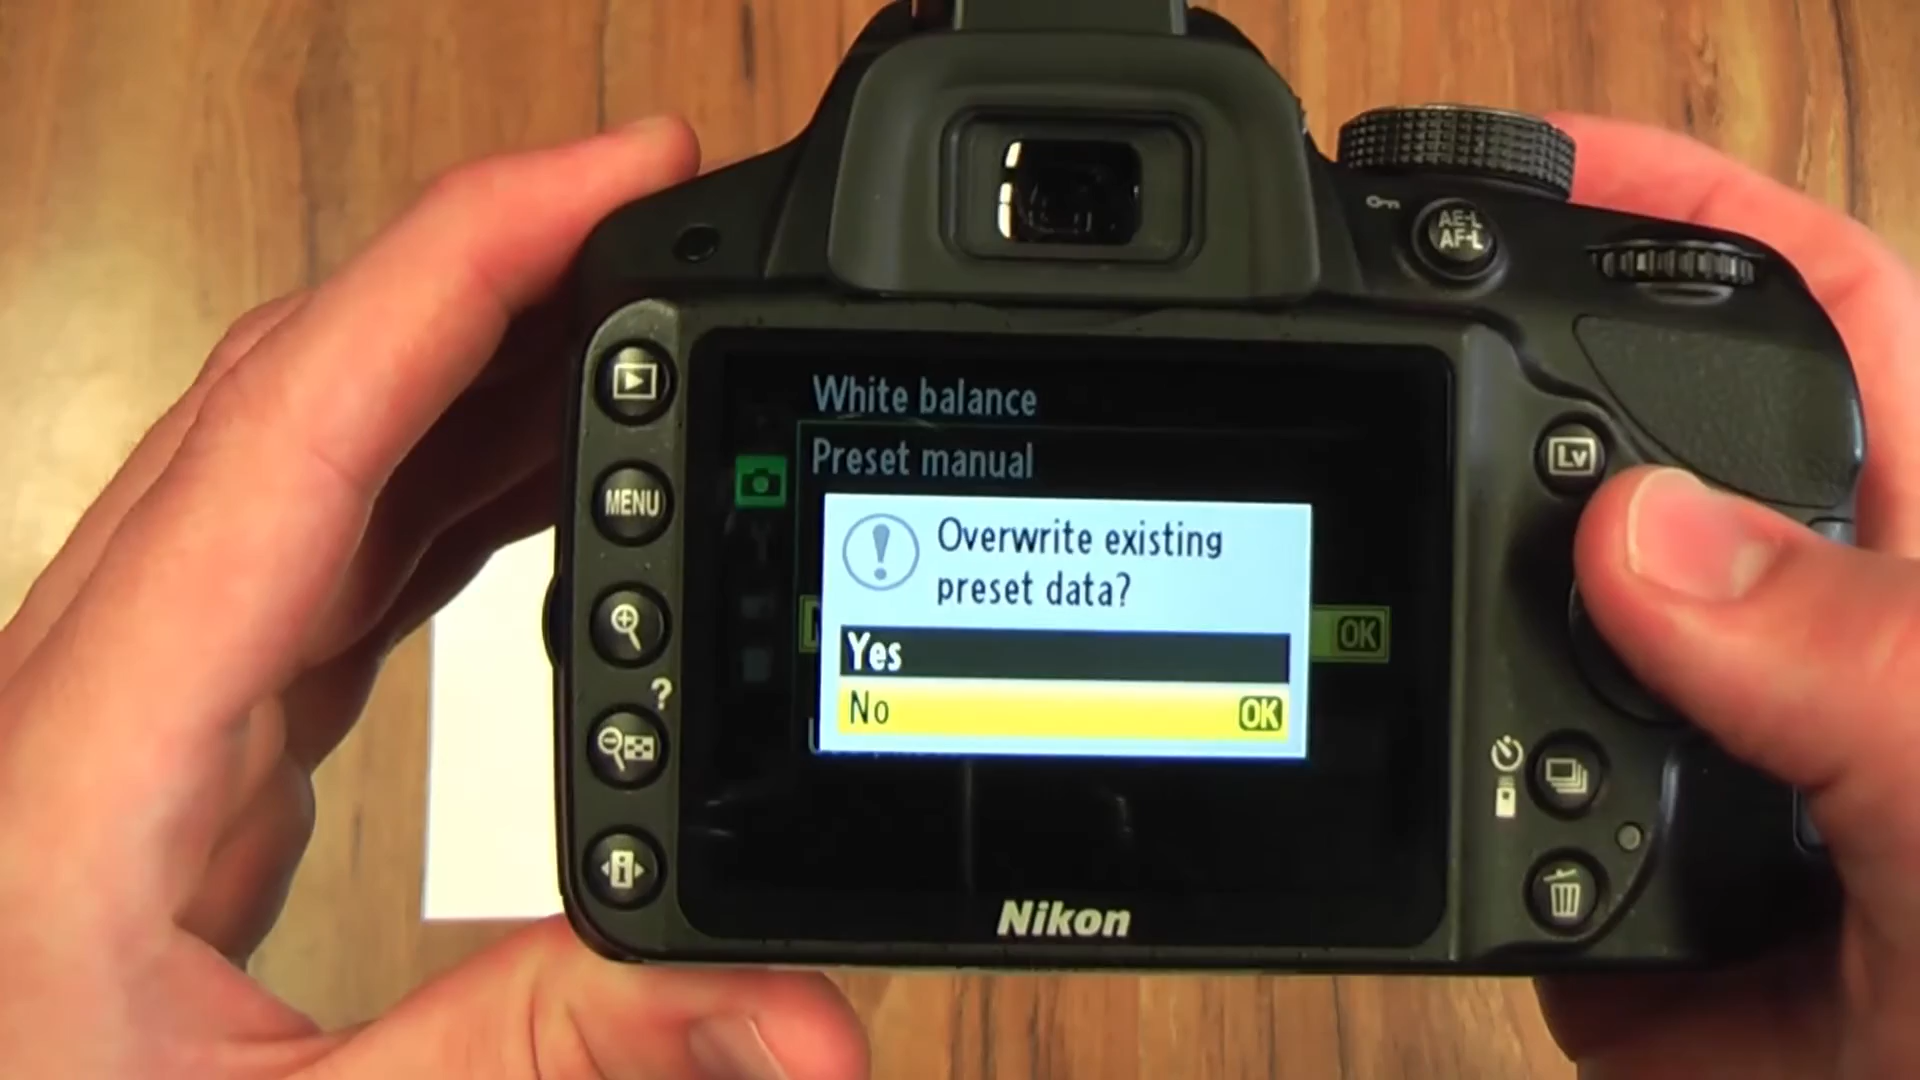 AE-L
AF-L
White balance
Preset manual
MENU
Lv
Overwrite existing
preset data?
OK
Yes
?
No
OK
Nikon